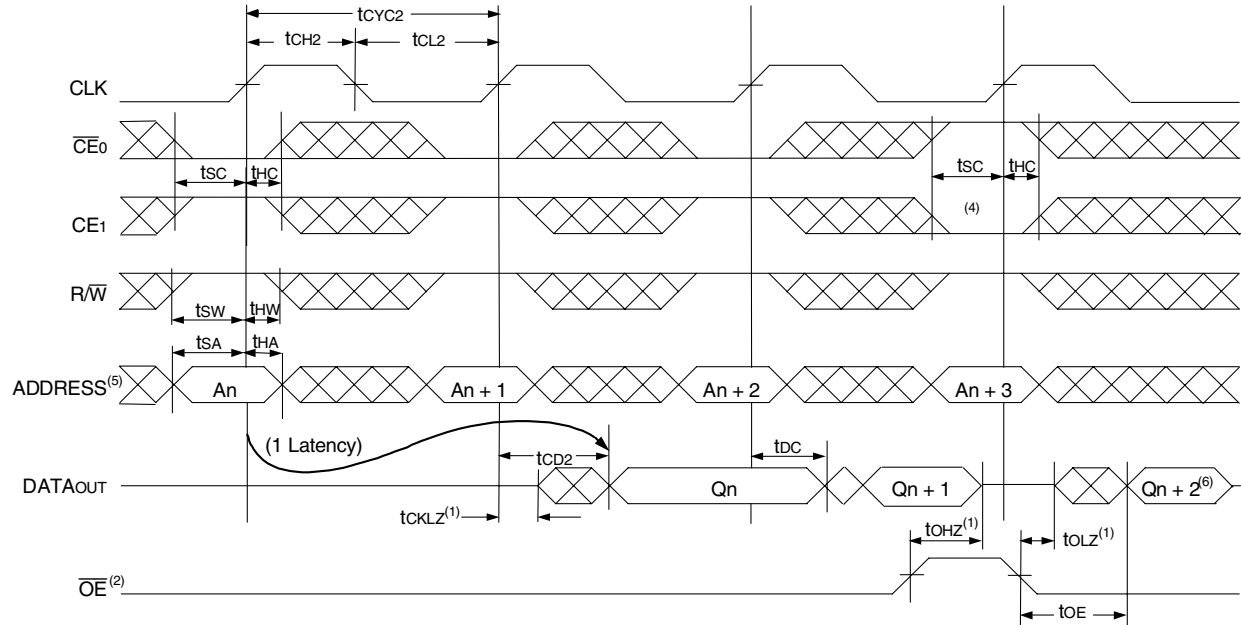 tCYC2
tCH2
tCL2
CLK
CE0
tSC
tHC
tSC
tHC
CE1
(4)
R/W
tSW
tHW
tSA
tHA
ADDRESS(5)
An
An + 1
An + 2
An + 3
(1 Latency)
tCD2
tDC
DATAOUT
Qn
Qn + 1
Qn + 2(6)
tCKLZ(1)
tOHZ(1)
tOLZ(1)
OE(2)
tOE